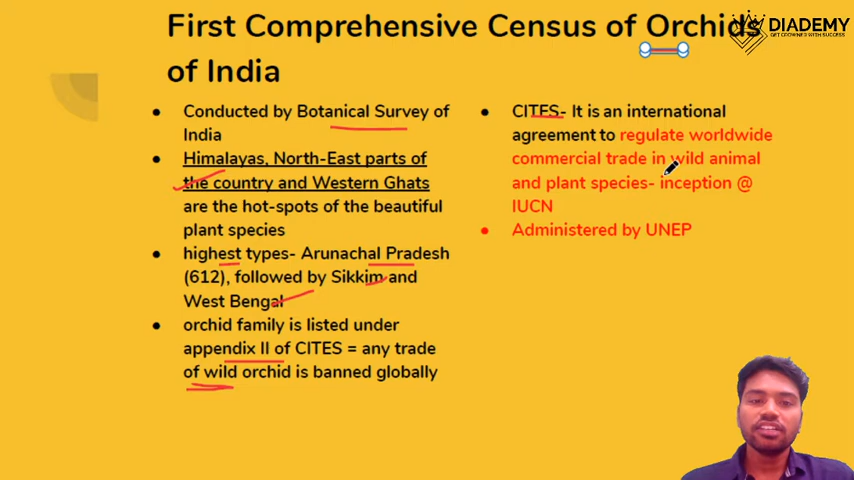 First Comprehensive Census of Orchids
of India
DIADEMY
GET CROWNED WITH SUCCESS
• Conducted by Botanical Survey of
India
• Himalayas, North-East parts of
the country and Western Ghats
are the hot-spots of the beautiful
plant species
• highest types- Arunachal Pradesh
(612), followed by Sikkim and
West Bengal
• orchid family is listed under
appendix II of CITES = any trade
of wild orchid is banned globally
• CITES- It is an international
agreement to regulate worldwide
commercial trade in wild animal
and plant species- inception @
IUCN
• Administered by UNEP